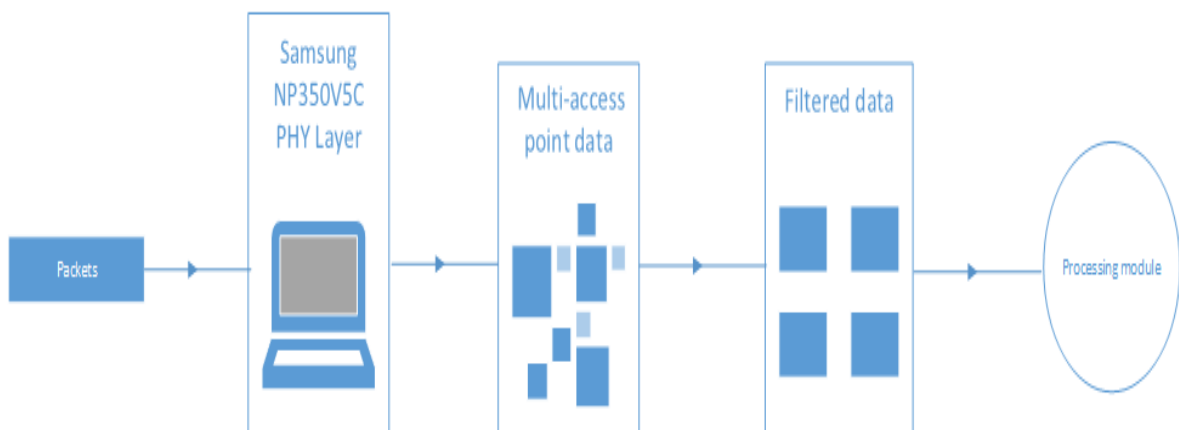 Packets
Samsung
NP350V5C
PHY Layer
Multi-access
point data
Filtered data
Processing module